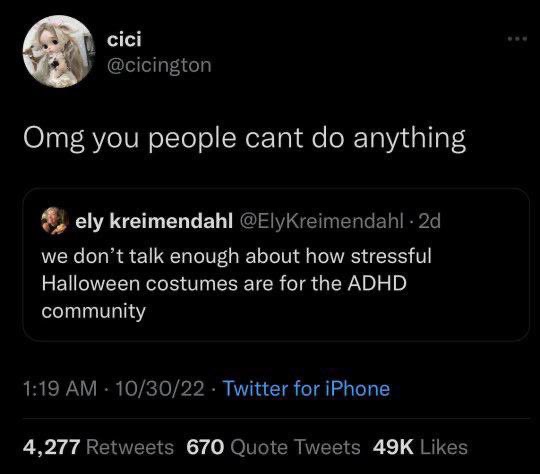 cici
@cicington
Omg you people cant do anything
ely kreimendahl @ElyKreimendahl · 2d
we don’t talk enough about how stressful
Halloween costumes are for the ADHD
community
1:19 AM · 10/30/22 · Twitter for iPhone
4,277 Retweets 670 Quote Tweets 49K Likes